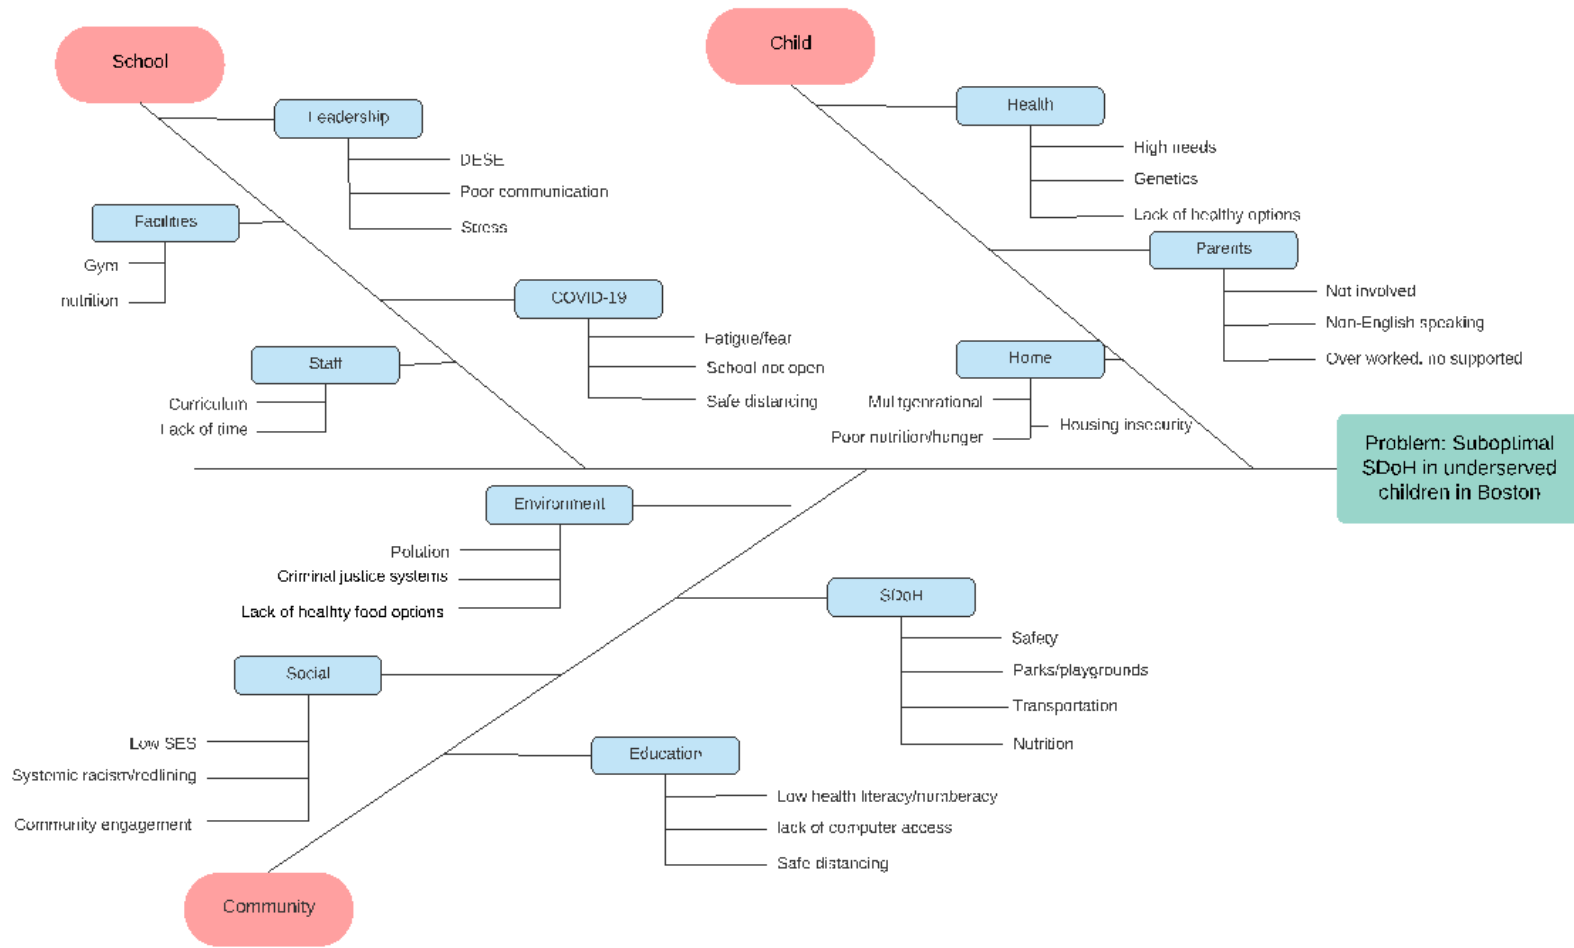 School
Leadership
DESE
Poor communication
Stress
Facilities
Gym
nutrition
COVID-19
Fatigue/fear
School not open
Safe distancing
Staff
Curriculum
Lack of time
Child
Health
High needs
Genetics
Lack of healthy options
Parents
Not involved
Non-English speaking
Over worked, no supported
Home
Multgenrational
Poor nutrition/hunger
Housing insecurity
Problem: Suboptimal
SDoH in underserved
children in Boston
Environment
Polution
Criminal justice systems
Lack of healhty food options
SDoH
Safety
Parks/playgrounds
Transportation
Nutrition
Social
Low SES
Systemic racism/redlining
Community engagement
Education
Low health literacy/numberacy
lack of computer access
Safe distancing
Community